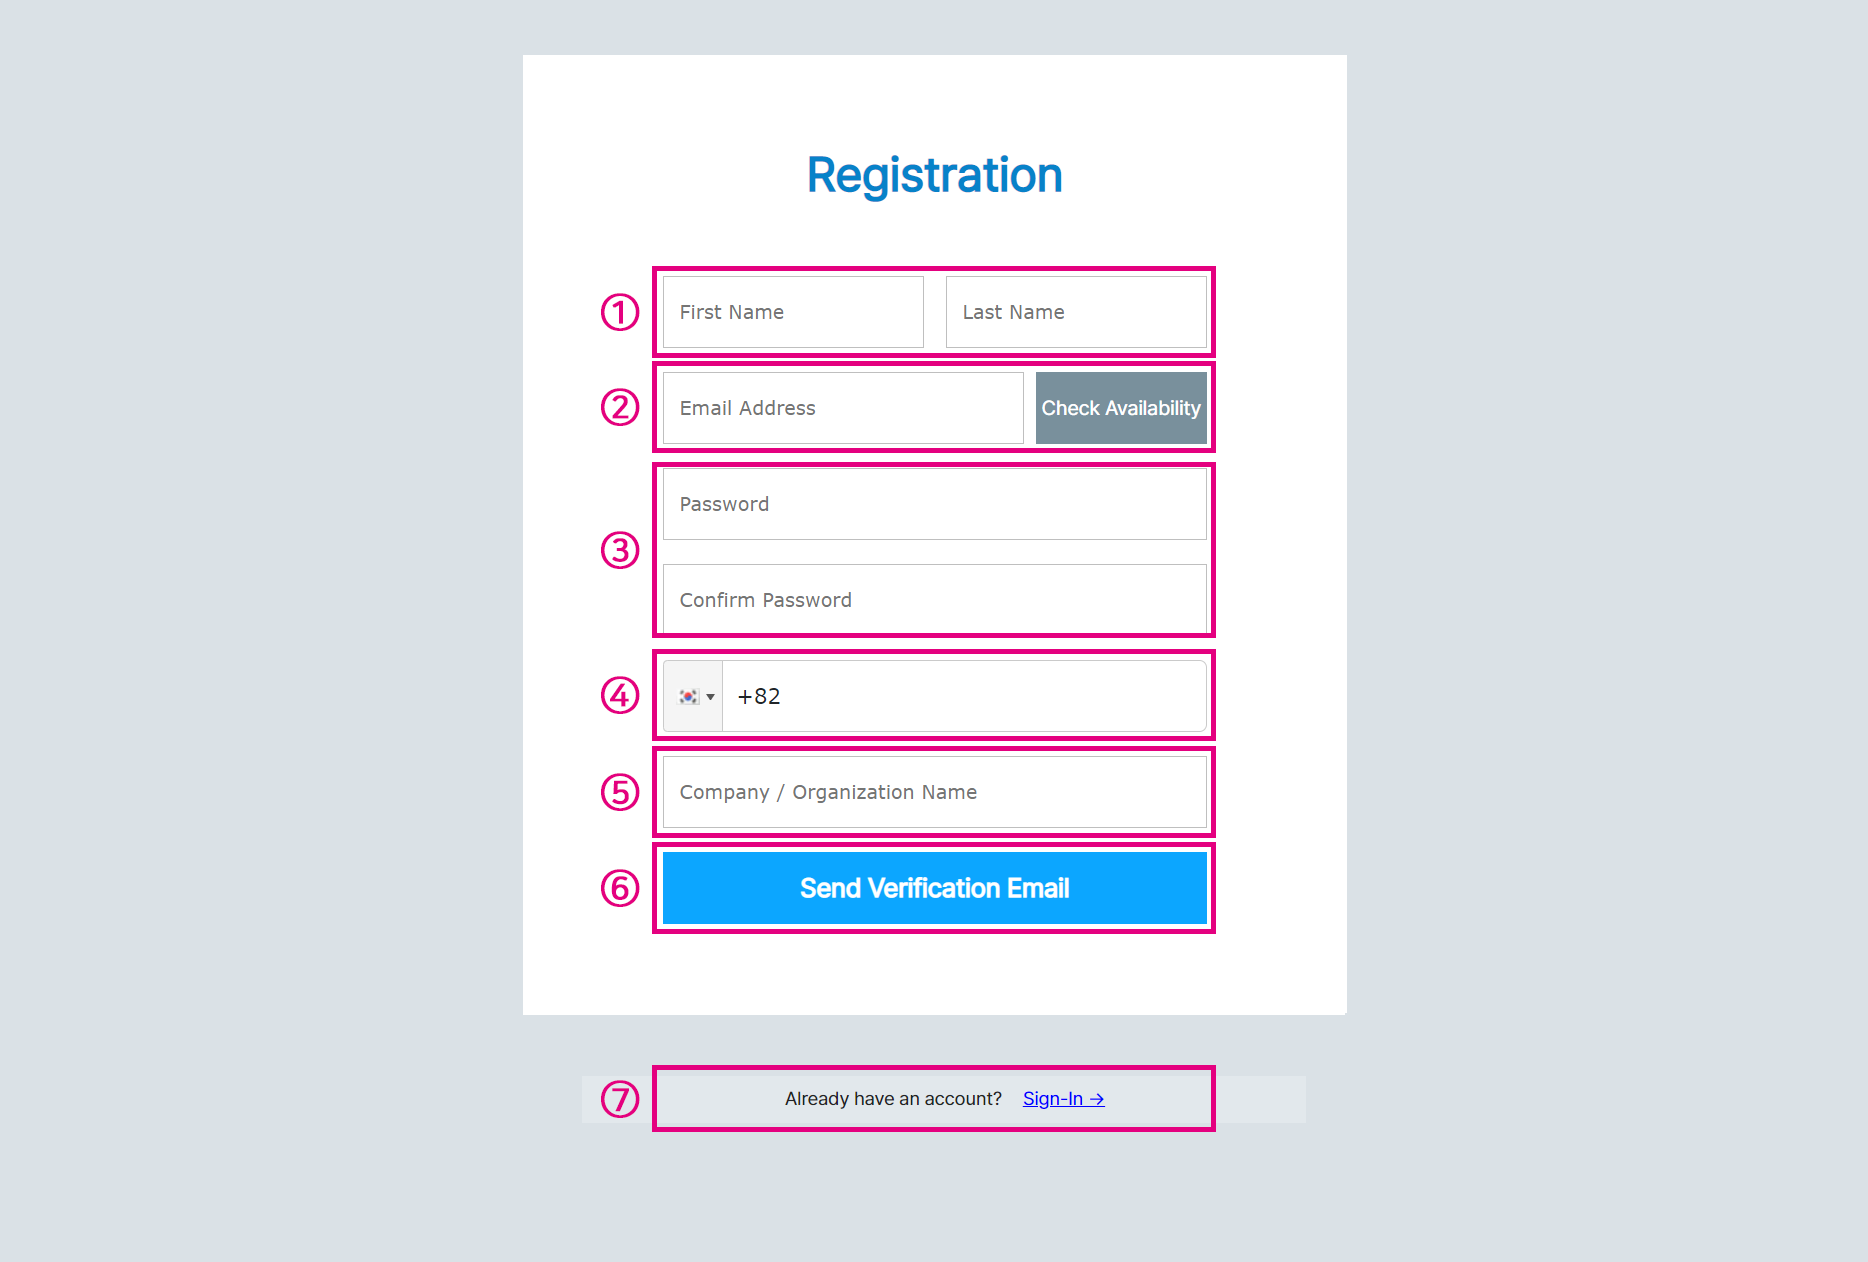 Registration
① First Name Last Name
② Email Address Check Availability
Password
③
Confirm Password
④ +82
⑤ Company / Organization Name
⑥ Send Verification Email
⑦ Already have an account? Sign-In →